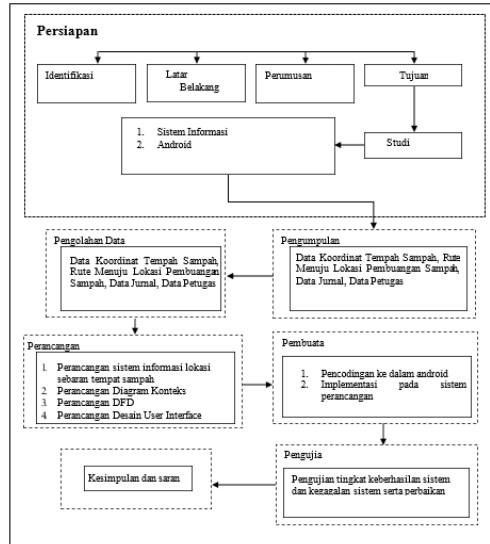 Persiapan
Identifikasi
Latar
Belakang
Perumusan
Tujuan
1. Sistem Informasi
2. Android
Studi
Pengolahan Data
Data Koordinat Tempah Sampah,
Rute Menuju Lokasi Pembuangan
Sampah, Data Jurnal, Data Petugas
Pengumpulan
Data Koordinat Tempah Sampah, Rute
Menuju Lokasi Pembuangan Sampah,
Data Jurnal, Data Petugas
Perancangan
1. Perancangan sistem informasi lokasi
sebaran tempat sampah
2. Perancangan Diagram Konteks
3. Perancangan DFD
4. Perancangan Desain User Interface
Pembuata
1. Pencodingan ke dalam android
2. Implementasi pada sistem
perancangan
Pengujia
Pengujian tingkat keberhasilan sistem
dan kegagalan sistem serta perbaikan
Kesimpulan dan saran